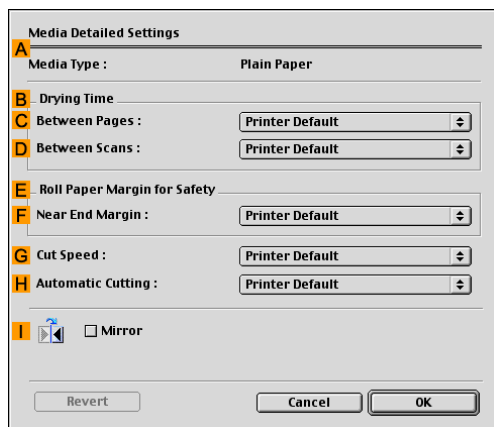 Media Detailed Settings
A
Media Type : Plain Paper
B Drying Time
C Between Pages : Printer Default
D Between Scans : Printer Default
E Roll Paper Margin for Safety
F Near End Margin : Printer Default
G Cut Speed : Printer Default
H Automatic Cutting : Printer Default
I Mirror
Revert Cancel OK